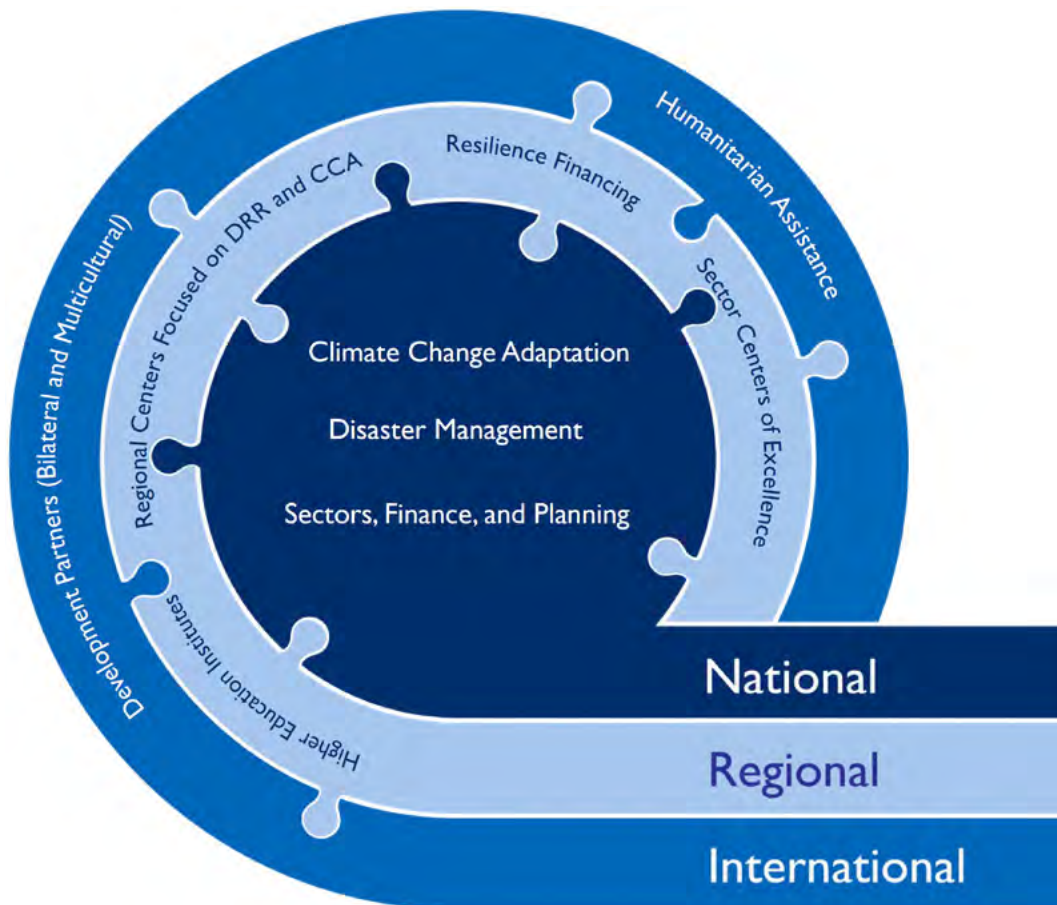 Development Partners (Bilateral and Multicultural)
Humanitarian Assistance
Regional Centers Focused on DRR and CCA
Resilience Financing
Sector Centers of Excellence
Higher Education Institutes
Climate Change Adaptation
Disaster Management
Sectors, Finance, and Planning
National
Regional
International